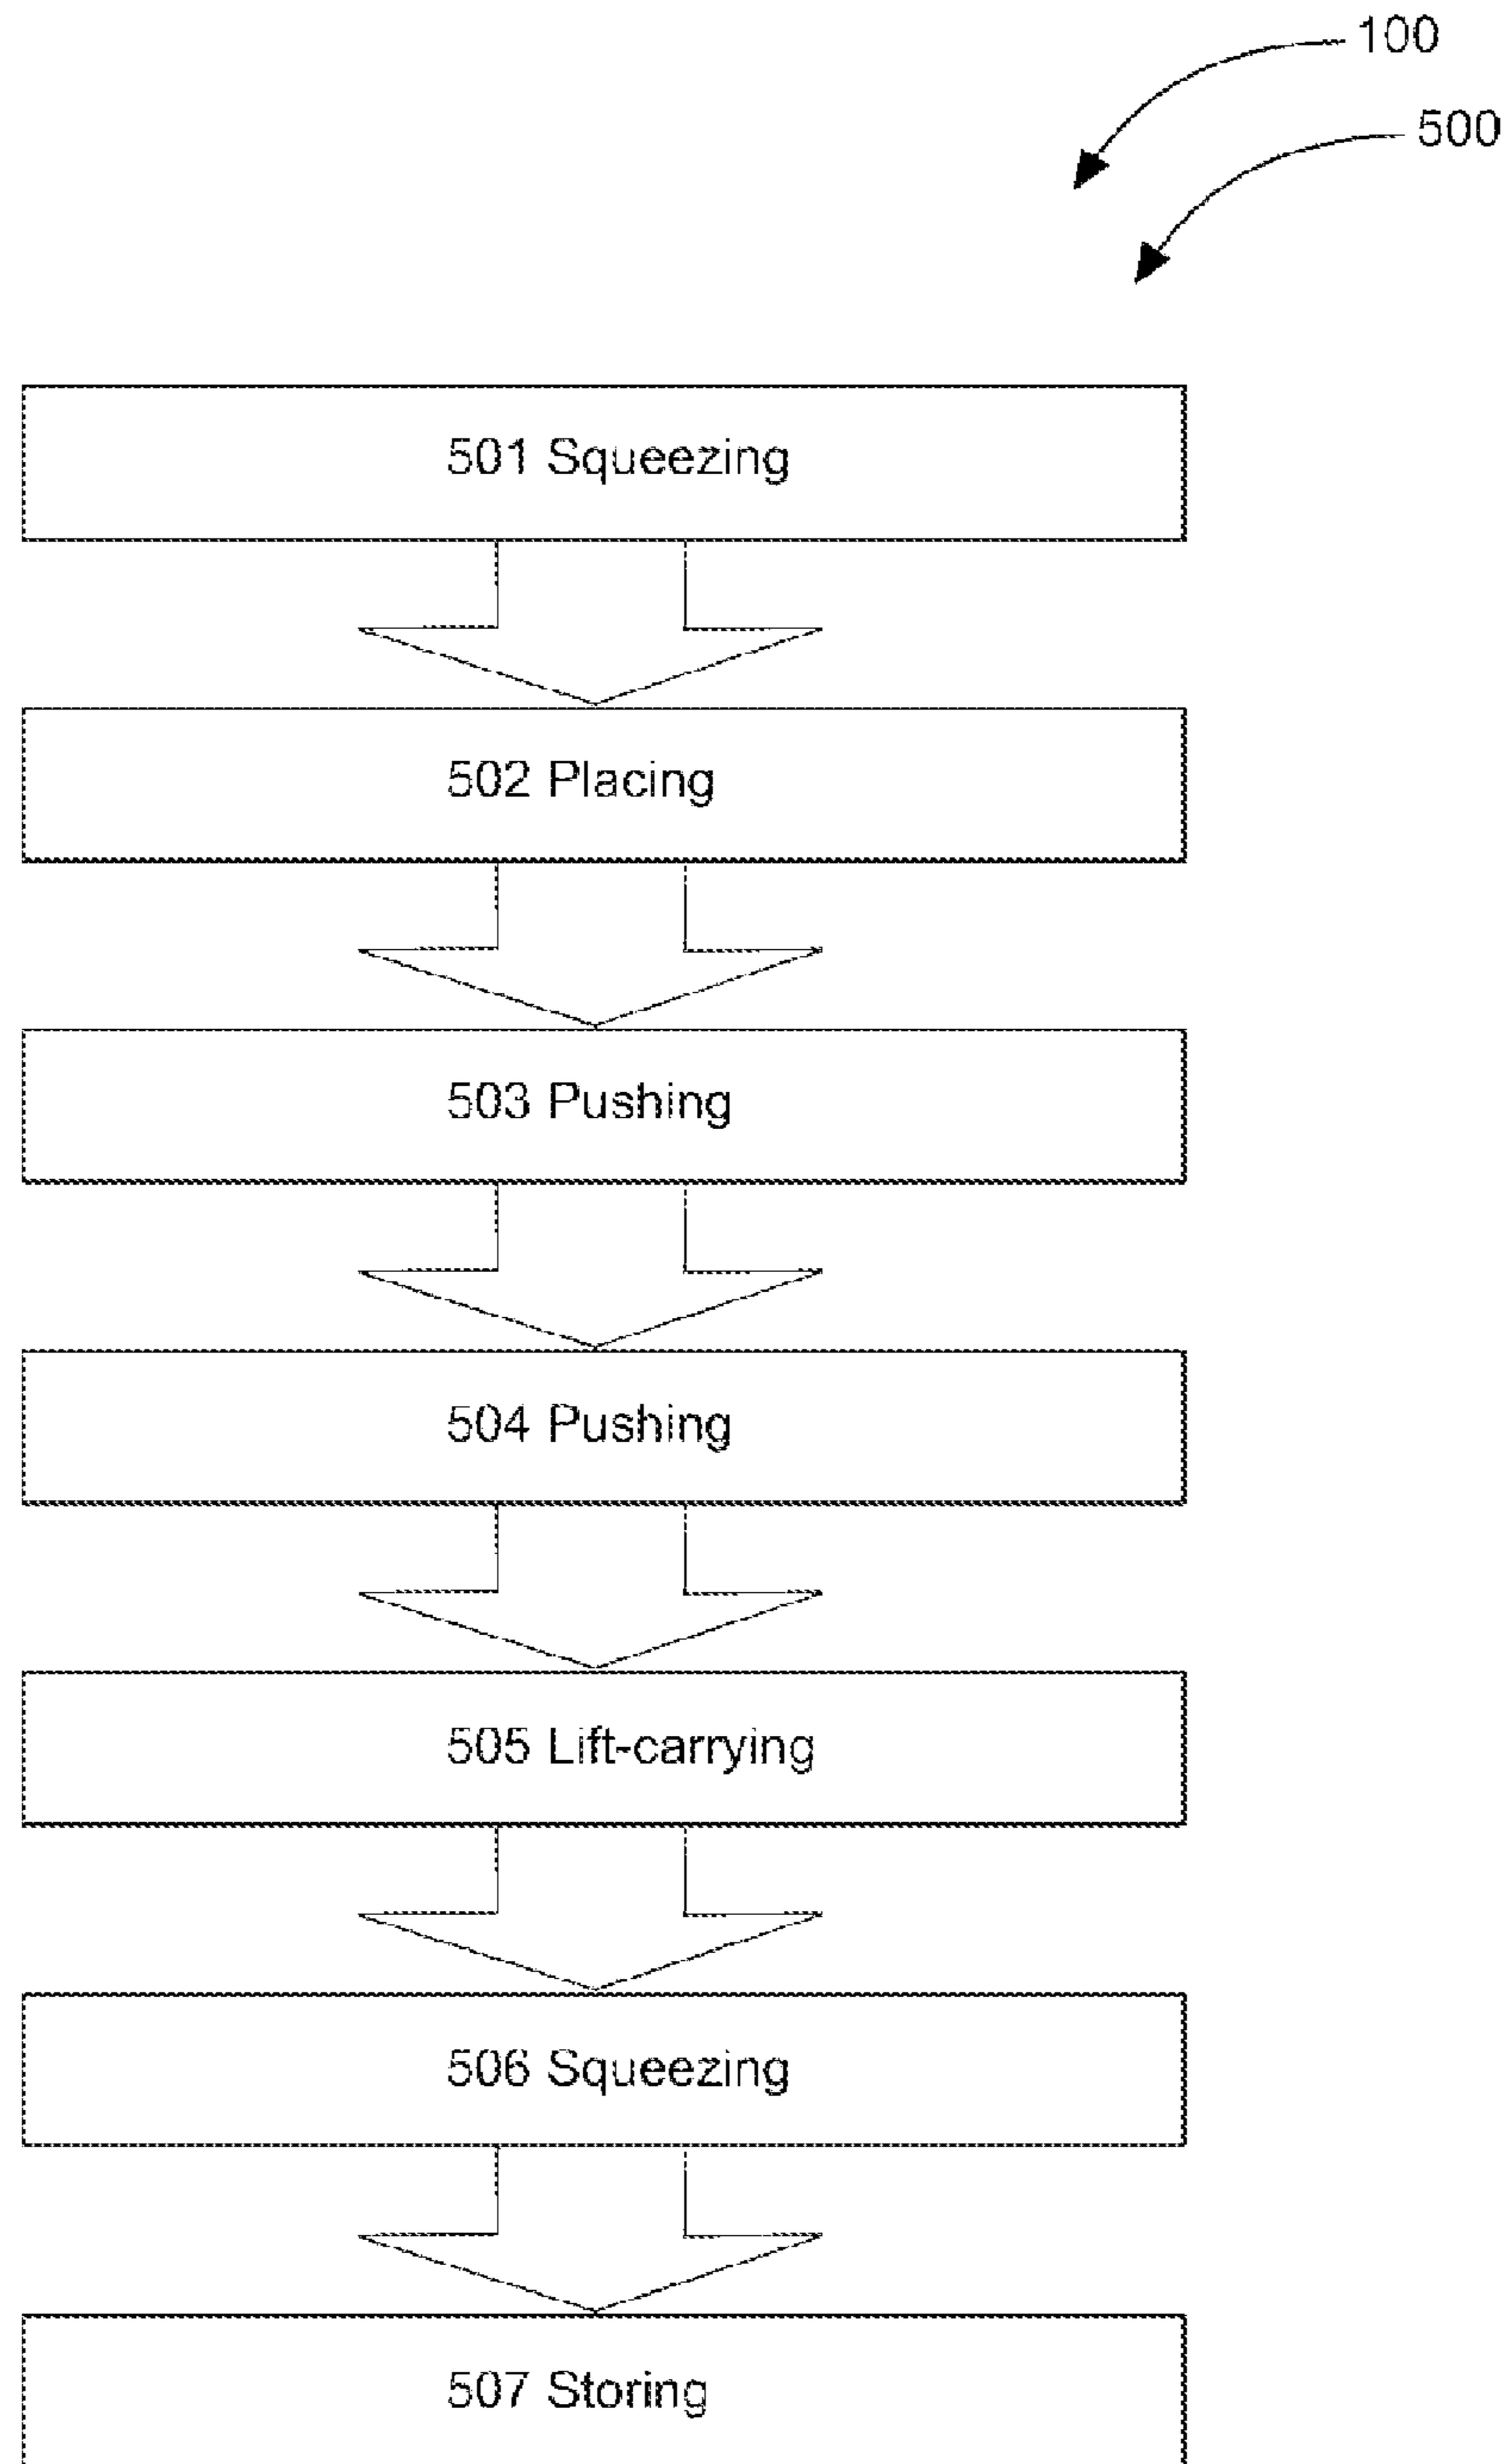 100
500
501 Squeezing
502 Placing
503 Pushing
504 Pushing
505 Lift-carrying
506 Squeezing
507 Storing